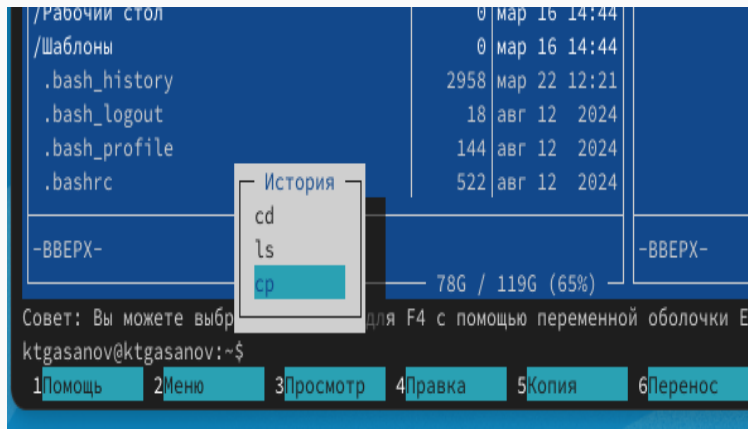 /Рабочий стол 0 мар 16 14:44
/Шаблоны 0 мар 16 14:44
.bash_history 2958 мар 22 12:21
.bash_logout 18 авг 12 2024
.bash_profile 144 авг 12 2024
.bashrc 522 авг 12 2024
История
cd
ls
cp
-ВВЕРХ- -ВВЕРХ-
78G / 119G (65%)
Совет: Вы можете выбр для F4 с помощью переменной оболочки E
ktgasanov@ktgasanov:~$
1Помощь 2Меню 3Просмотр 4Правка 5Копия 6Перенос